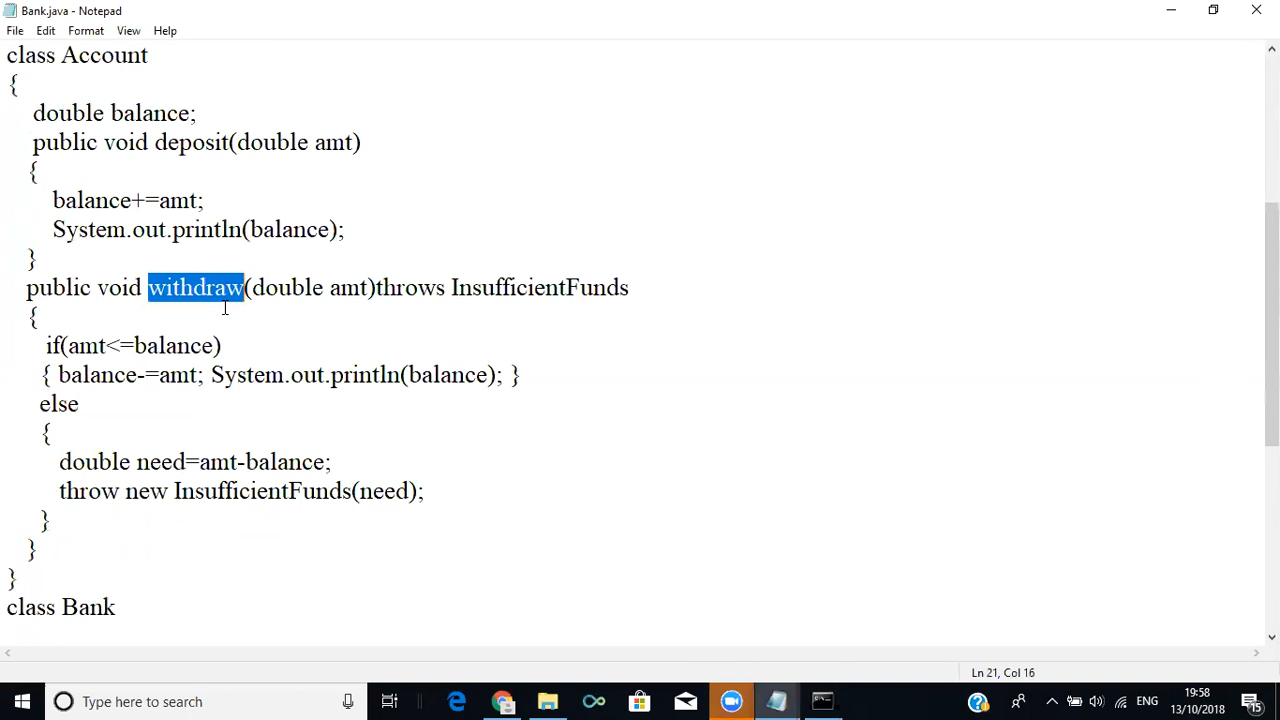 Bank.java - Notepad
File Edit Format View Help
class Account
{
double balance;
public void deposit(double amt)
{
balance+=amt;
System.out.println(balance);
}
public void withdraw(double amt)throws InsufficientFunds
{
if(amt<=balance)
{ balance-=amt; System.out.println(balance); }
else
{
double need=amt-balance;
throw new InsufficientFunds(need);
}
}
}
class Bank
Ln 21, Col 16
Type here to search
ENG
19:58
13/10/2018
15